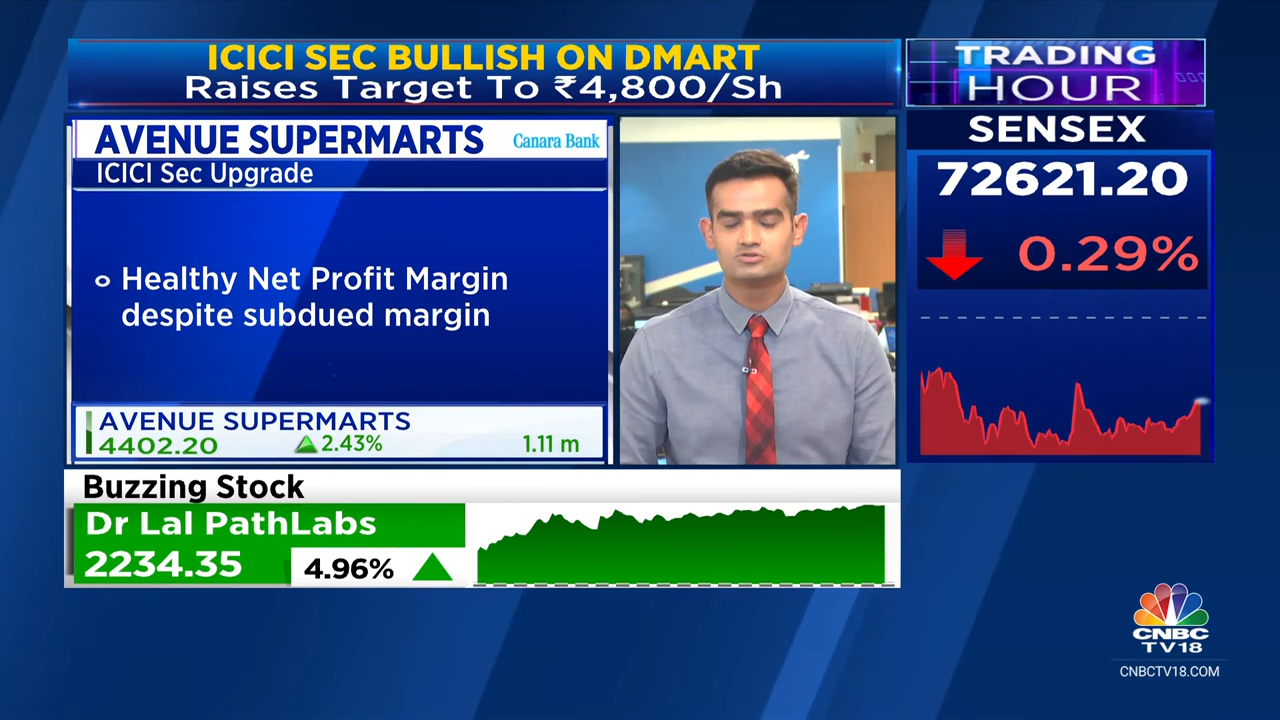 ICICI SEC BULLISH ON DMART
Raises Target To ₹4,800/Sh
TRADING
HOUR
AVENUE SUPERMARTS
Canara Bank
ICICI Sec Upgrade
Healthy Net Profit Margin
despite subdued margin
AVENUE SUPERMARTS
4402.20 2.43% 1.11 m
SENSEX
72621.20
0.29%
Buzzing Stock
Dr Lal PathLabs
2234.35 4.96%
CNBC
TV18
CNBCTV18.COM